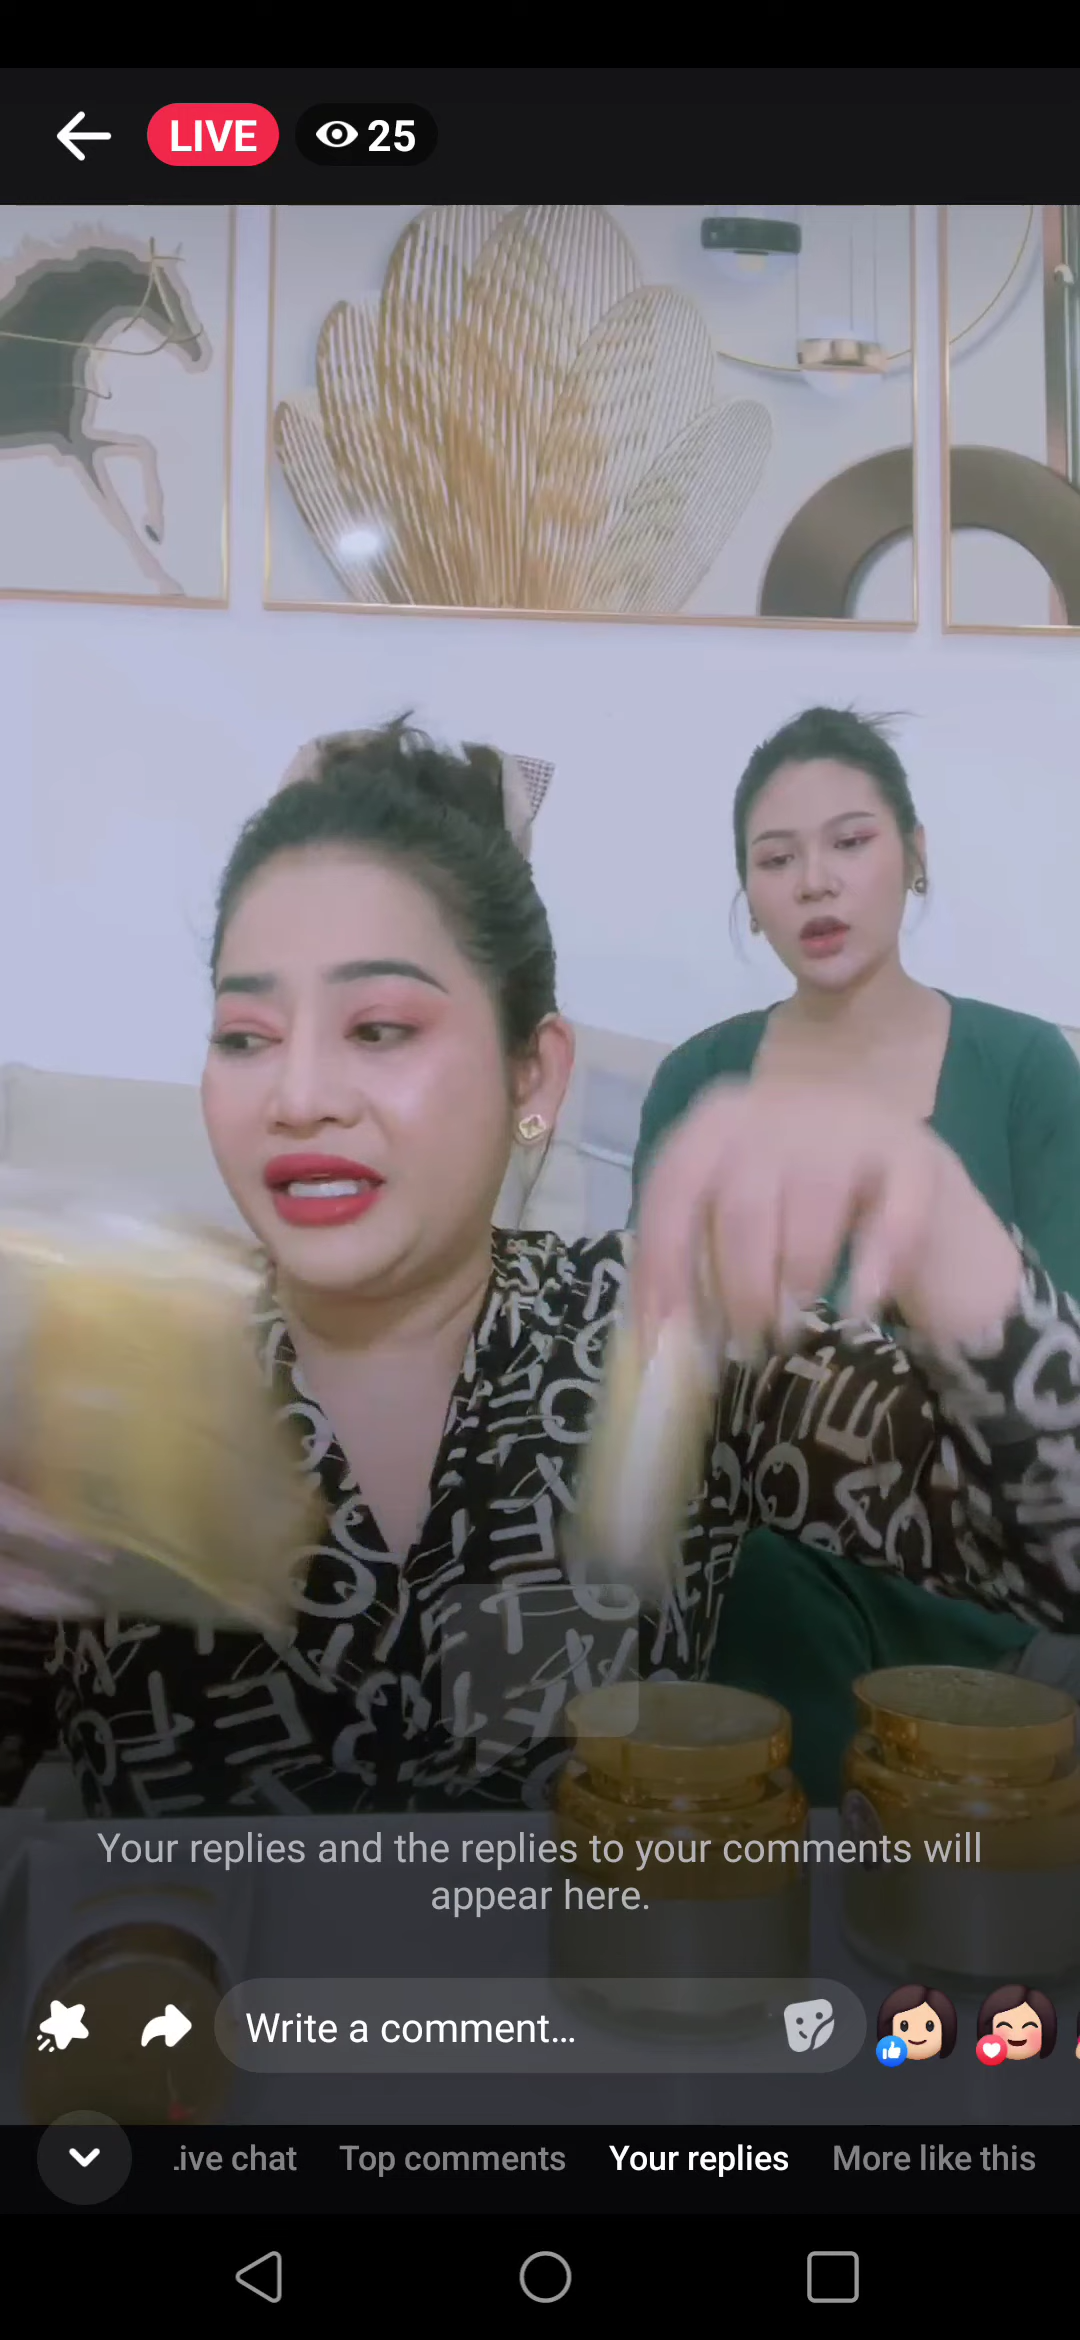 LIVE
25
Your replies and the replies to your comments will
appear here.
Write a comment...
.ive chat Top comments Your replies More like this